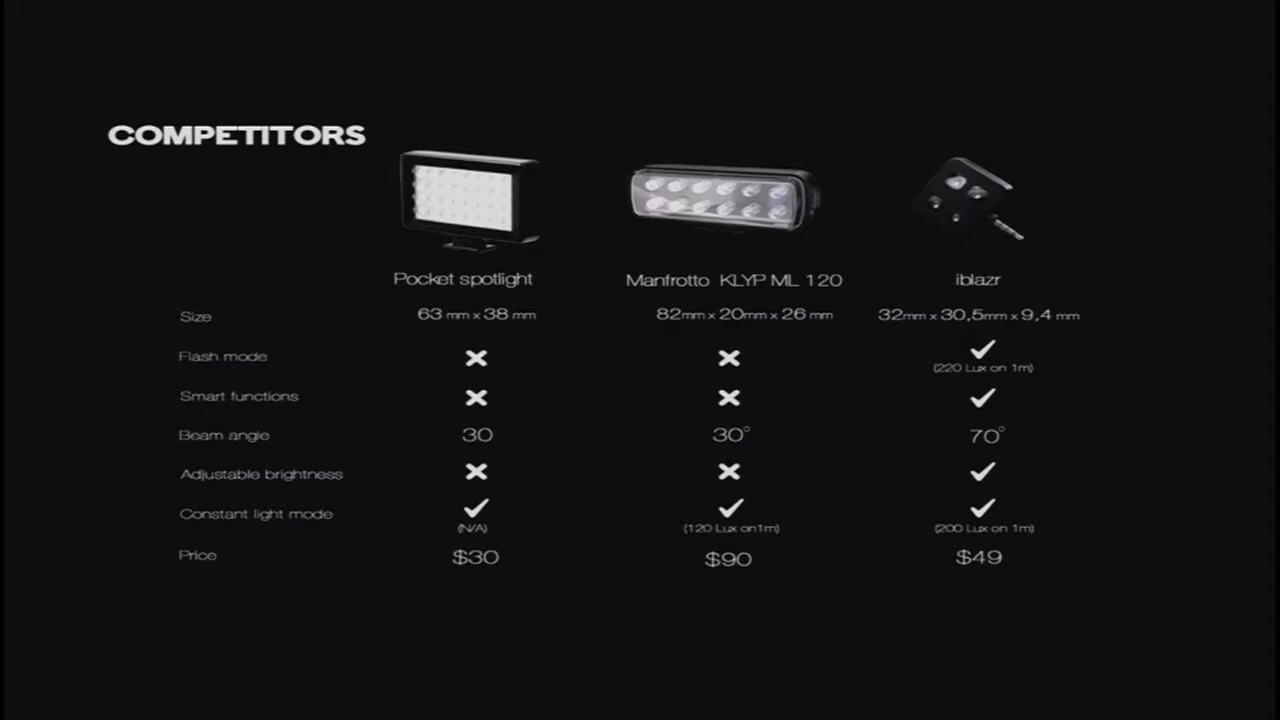 COMPETITORS
Pocket spotlight Manfrotto KLYP ML 120 iblazr
Size 63 mm x 38 mm 82mm x 20mm x 26 mm 32mm x 30,5mm x 9,4 mm
Flash mode
(220 Lux on 1m)
Smart functions
Beam angle 30 30° 70°
Adjustable brightness
Constant light mode
(N/A) (120 Lux on1m) (200 Lux on 1m)
Price $30 $90 $49